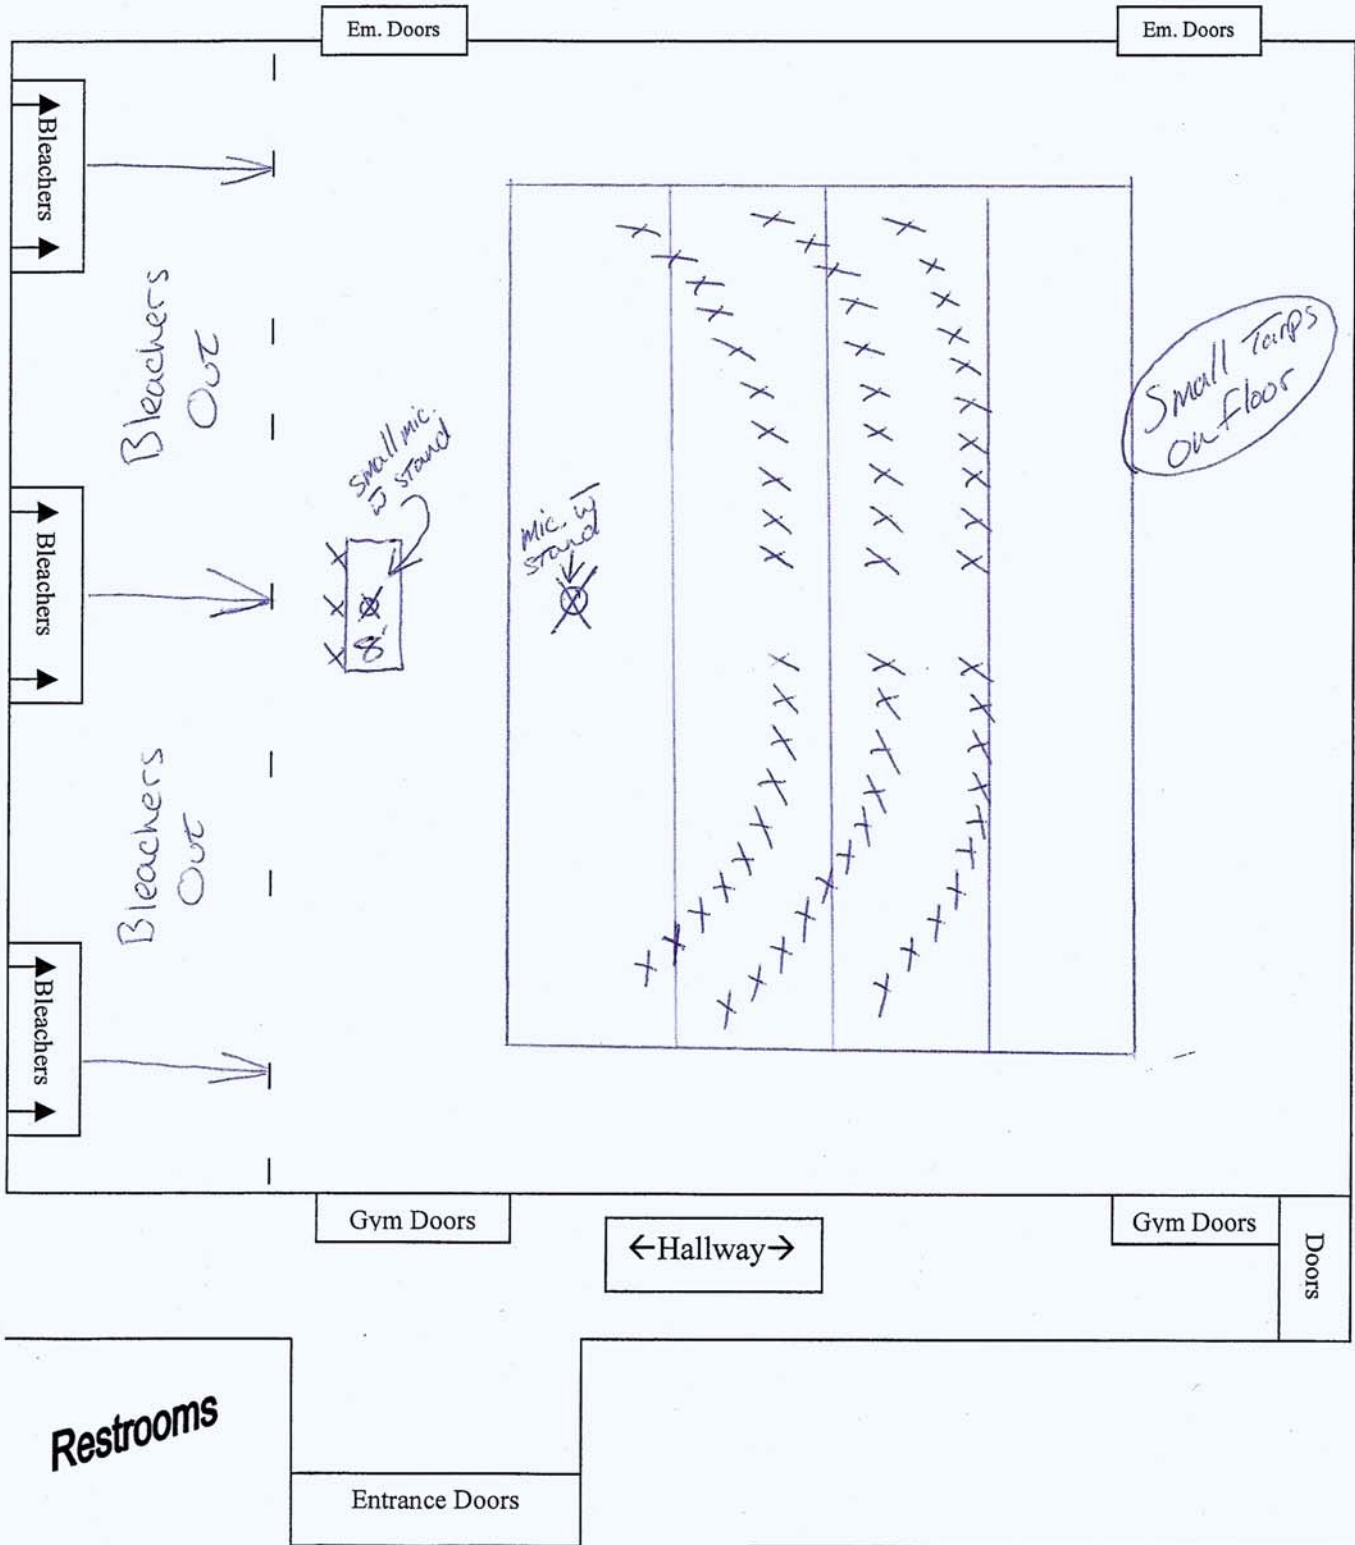 Em. Doors
Em. Doors
Bleachers
Bleachers
Out
Small Tarps
on floor
small mic.
w stand
mic. w/
stand
Bleachers
8'
Bleachers
Out
Bleachers
Gym Doors
←Hallway→
Gym Doors
Doors
Restrooms
Entrance Doors